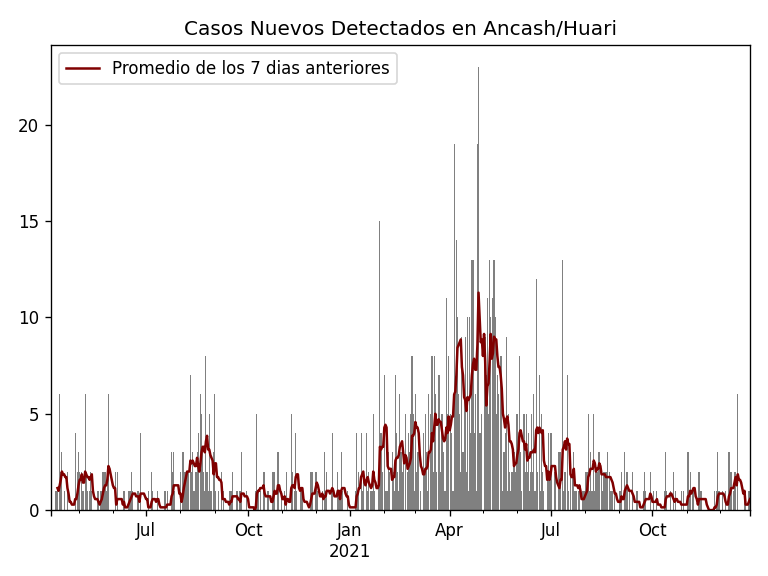 Casos Nuevos Detectados en Ancash/Huari
Promedio de los 7 dias anteriores
20
15
10
5
0
Jul Oct Jan Apr Jul Oct
2021